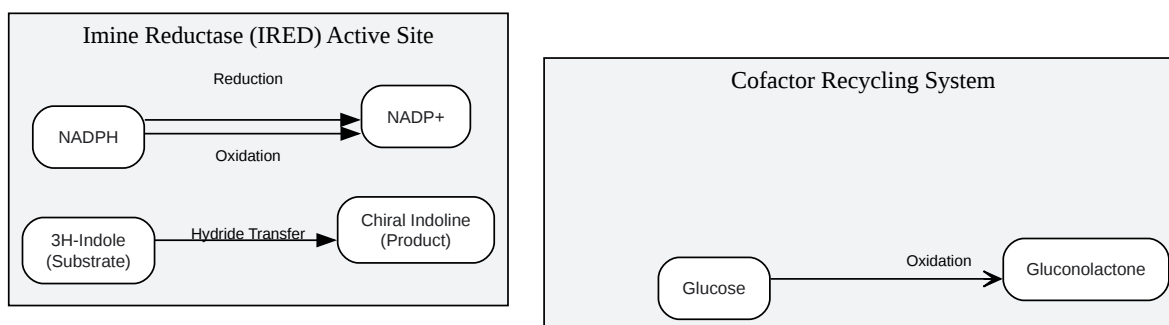 Imine Reductase (IRED) Active Site
Reduction
NADPH
NADP+
Oxidation
3H-Indole
(Substrate)
Hydride Transfer
Chiral Indoline
(Product)
Cofactor Recycling System
Glucose
Oxidation
Gluconolactone